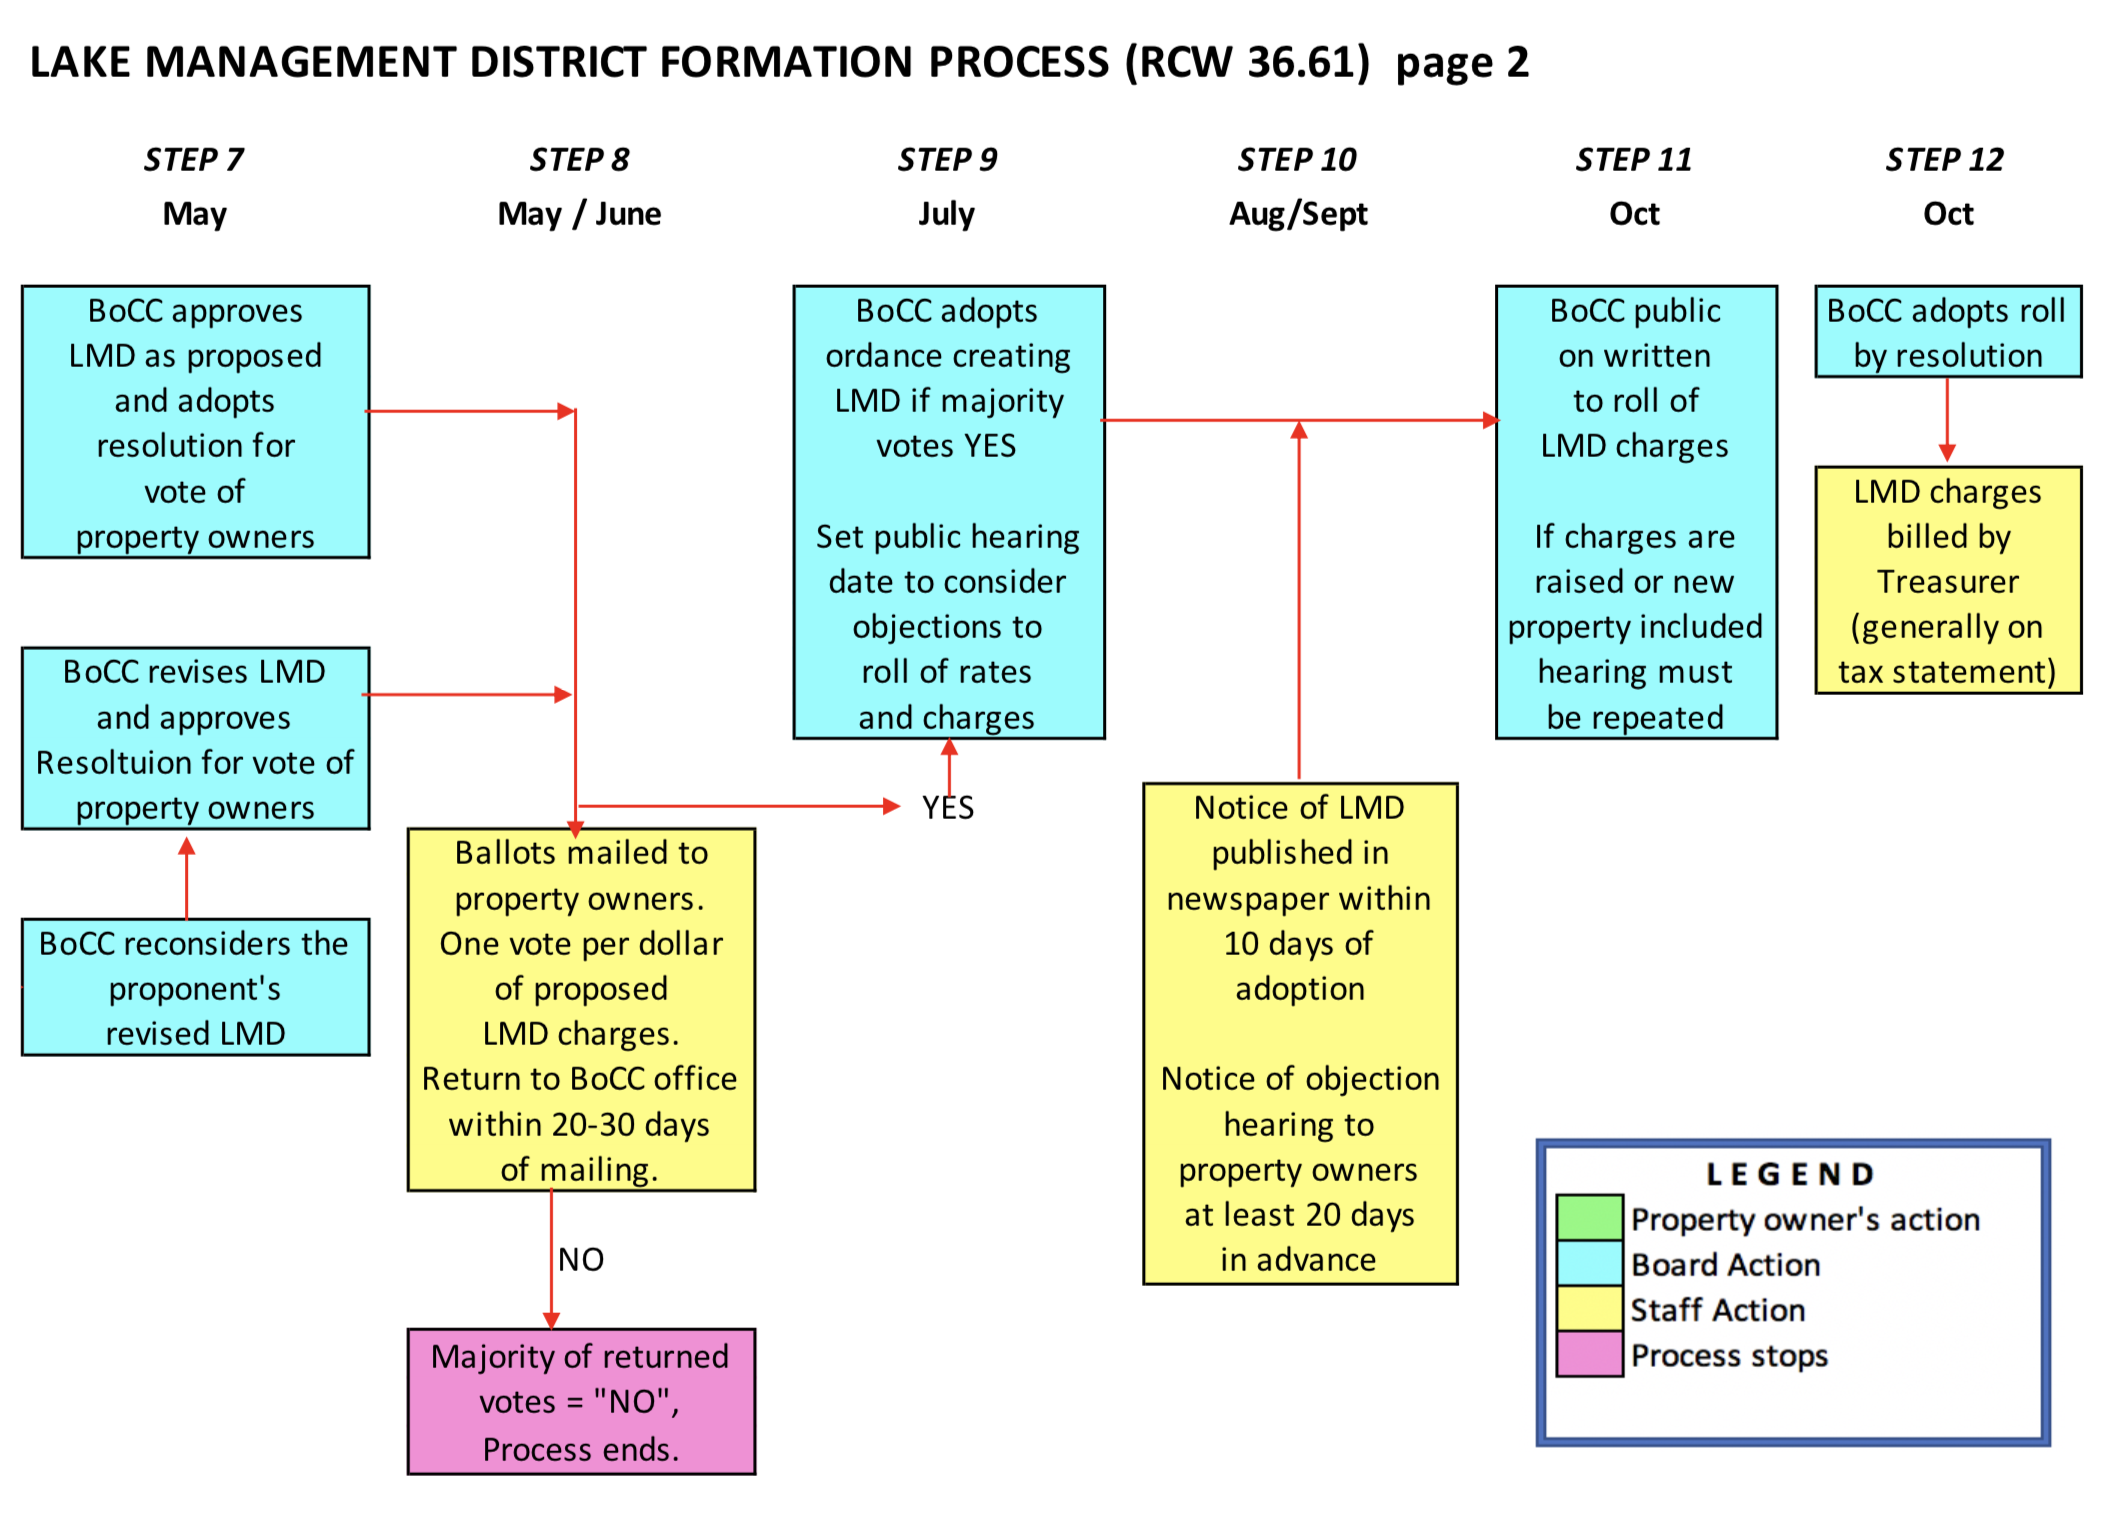 LAKE MANAGEMENT DISTRICT FORMATION PROCESS (RCW 36.61)  page 2
STEP 7
May
BoCC approves
LMD as proposed
and adopts
resolution for
vote of
property owners
BoCC revises LMD
and approves
Resoltuion for vote of
property owners
BoCC reconsiders the
proponent's
revised LMD
STEP 8
May / June
Ballots mailed to
property owners.
One vote per dollar
of proposed
LMD charges.
Return to BoCC office
within 20-30 days
of mailing.
NO
Majority of returned
votes = "NO",
Process ends.
STEP 9
July
BoCC adopts
ordance creating
LMD if majority
votes YES
Set public hearing
date to consider
objections to
roll of rates
and charges
YES
STEP 10
Aug/Sept
Notice of LMD
published in
newspaper within
10 days of
adoption
Notice of objection
hearing to
property owners
at least 20 days
in advance
STEP 11
Oct
BoCC public
on written
to roll of
LMD charges
If charges are
raised or new
property included
hearing must
be repeated
STEP 12
Oct
BoCC adopts roll
by resolution
LMD charges
billed by
Treasurer
(generally on
tax statement)
LEGEND
Property owner's action
Board Action
Staff Action
Process stops